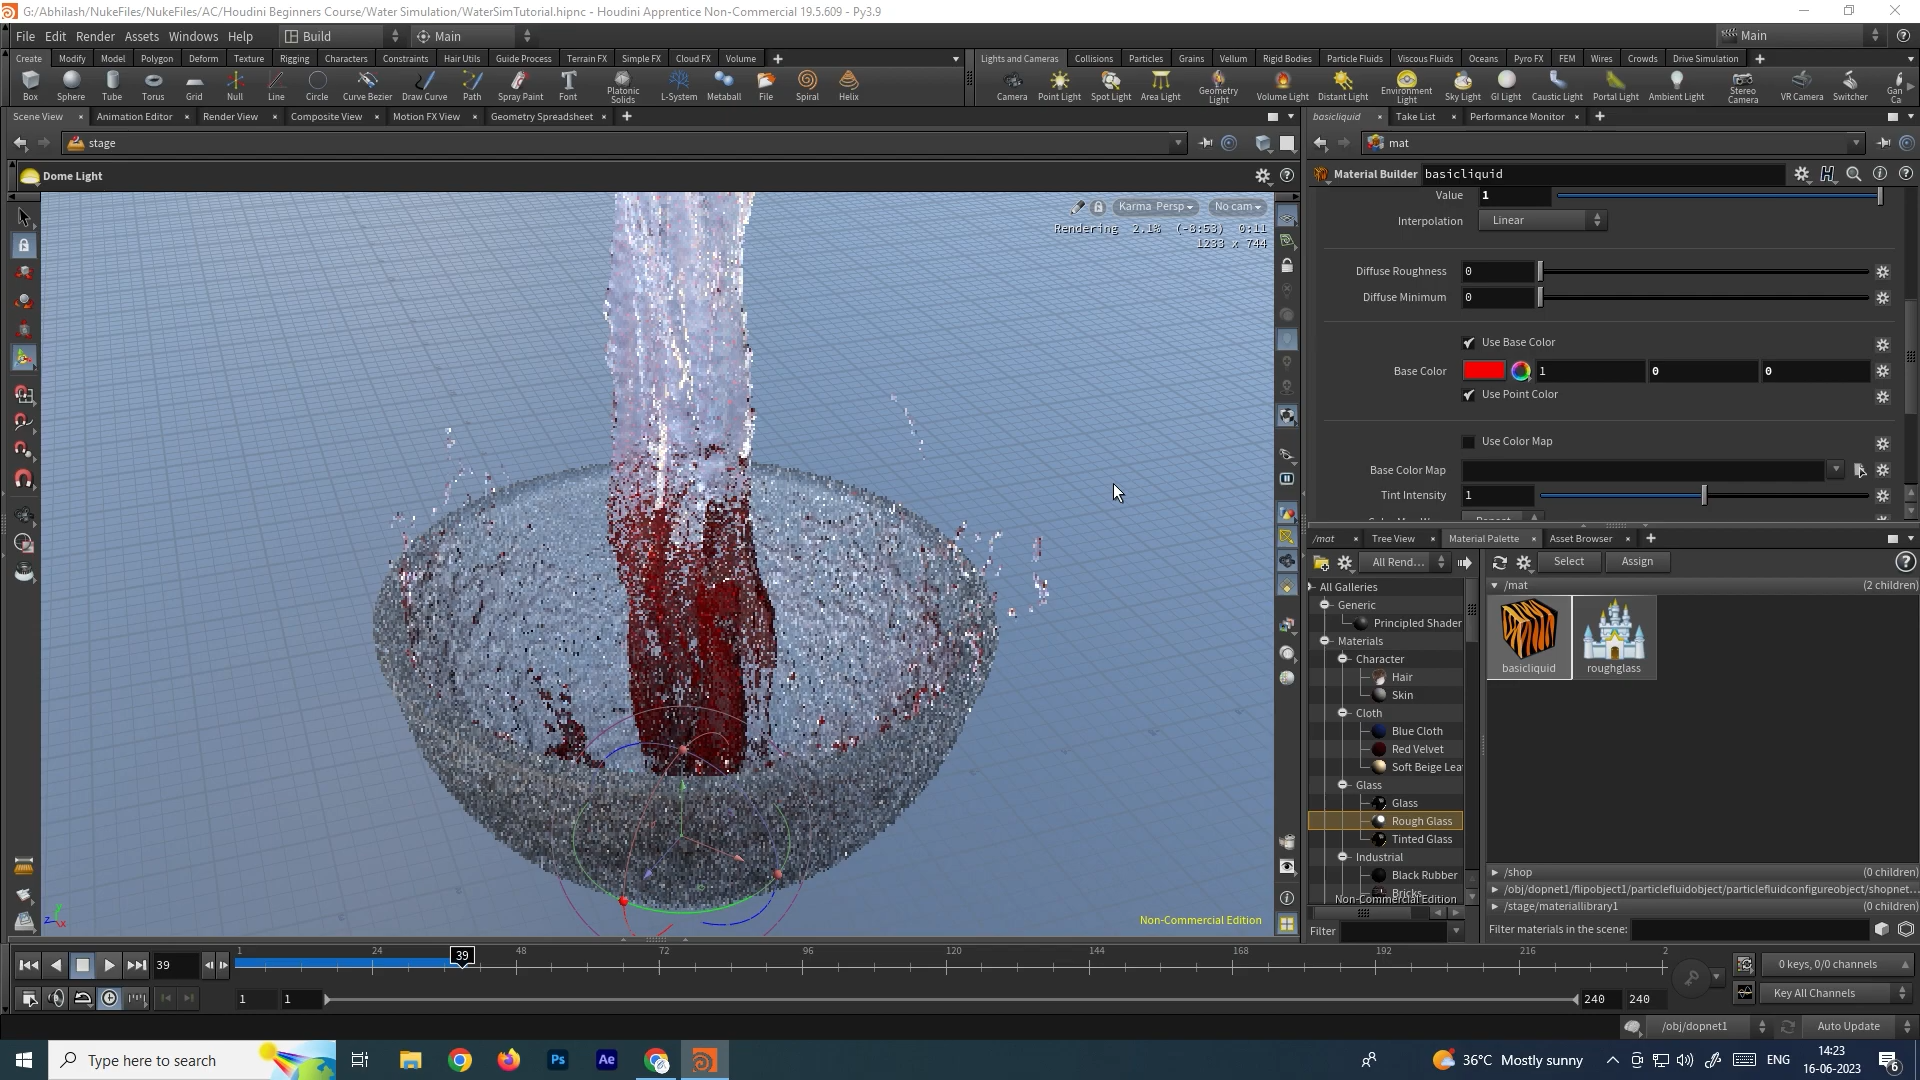 G:/Abhilash/NukeFiles/NukeFiles/AC/Houdini Beginners Course/Water Simulation/WaterSimTutorial.hipnc - Houdini Apprentice Non-Commercial 19.5.609 - Py3.9
File Edit Render Assets Windows Help Build Main Main
Create Modify Model Polygon Deform Texture Rigging Characters Constraints Hair Utils Guide Process Terrain FX Simple FX Cloud FX Volume
Lights and Cameras Collisions Particles Grains Vellum Rigid Bodies Particle Fluids Viscous Fluids Oceans Pyro FX FEM Wires Crowds Drive Simulation
Box Sphere Tube Torus Grid Null Line Circle Curve Bezier Draw Curve Path Spray Paint Font Platonic Solids L-System Metaball File Spiral Helix
Camera Point Light Spot Light Area Light Geometry Light Volume Light Distant Light Environment Light Sky Light GI Light Caustic Light Portal Light Ambient Light Stereo Camera VR Camera Switcher Gan Ca
Scene View Animation Editor Render View Composite View Motion FX View Geometry Spreadsheet
basicliquid Take List Performance Monitor
stage
mat
Dome Light
Material Builder basicliquid
Karma Persp No cam
Rendering 2.1% (-8:53) 0:11
1233 x 744
Value 1
Interpolation Linear
Diffuse Roughness 0
Diffuse Minimum 0
Use Base Color
Base Color 1 0 0
Use Point Color
Use Color Map
Base Color Map
Tint Intensity 1
/mat Tree View Material Palette Asset Browser
All Rend... Select Assign
All Galleries
Generic
Principled Shader
Materials
Character
Hair
Skin
Cloth
Blue Cloth
Red Velvet
Soft Beige Lea
Glass
Glass
Rough Glass
Tinted Glass
Industrial
Black Rubber
Bricks
Non-Commercial Edition
Filter
/mat (2 children)
basicliquid roughglass
/shop (0 children)
/obj/dopnet1/flipobject1/particlefluidobject/particlefluidconfigureobject/shopnet...
/stage/materiallibrary1 (0 children)
Filter materials in the scene:
Non-Commercial Edition
z x y
39
1 24 39 48 72 96 120 144 168 192 216 2
0 keys, 0/0 channels
1 1 240 240
Key All Channels
/obj/dopnet1 Auto Update
Type here to search
Ps Ae
36°C Mostly sunny
ENG
14:23
16-06-2023
6